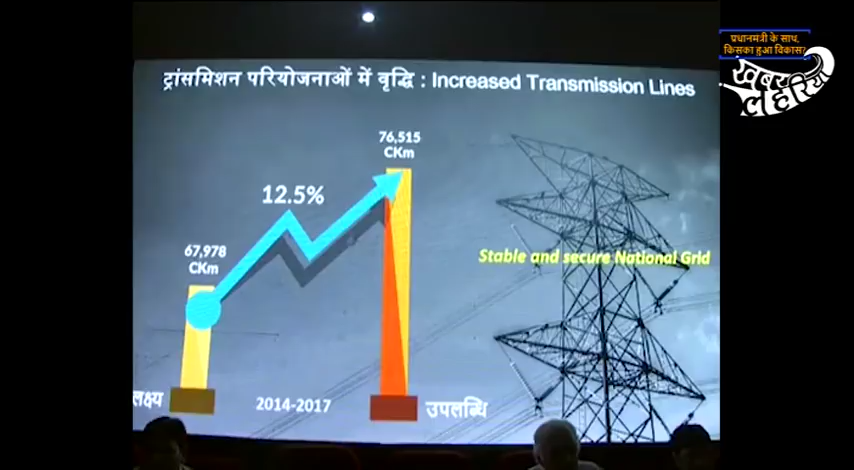 प्रधानमंत्री के साथ,
किसका हुआ विकास?
खबर
लहरिया
ट्रांसमिशन परियोजनाओं में वृद्धि : Increased Transmission Lines
76,515
CKm
12.5%
67,978
CKm
Stable and secure National Grid
लक्ष्य
2014-2017
उपलब्धि